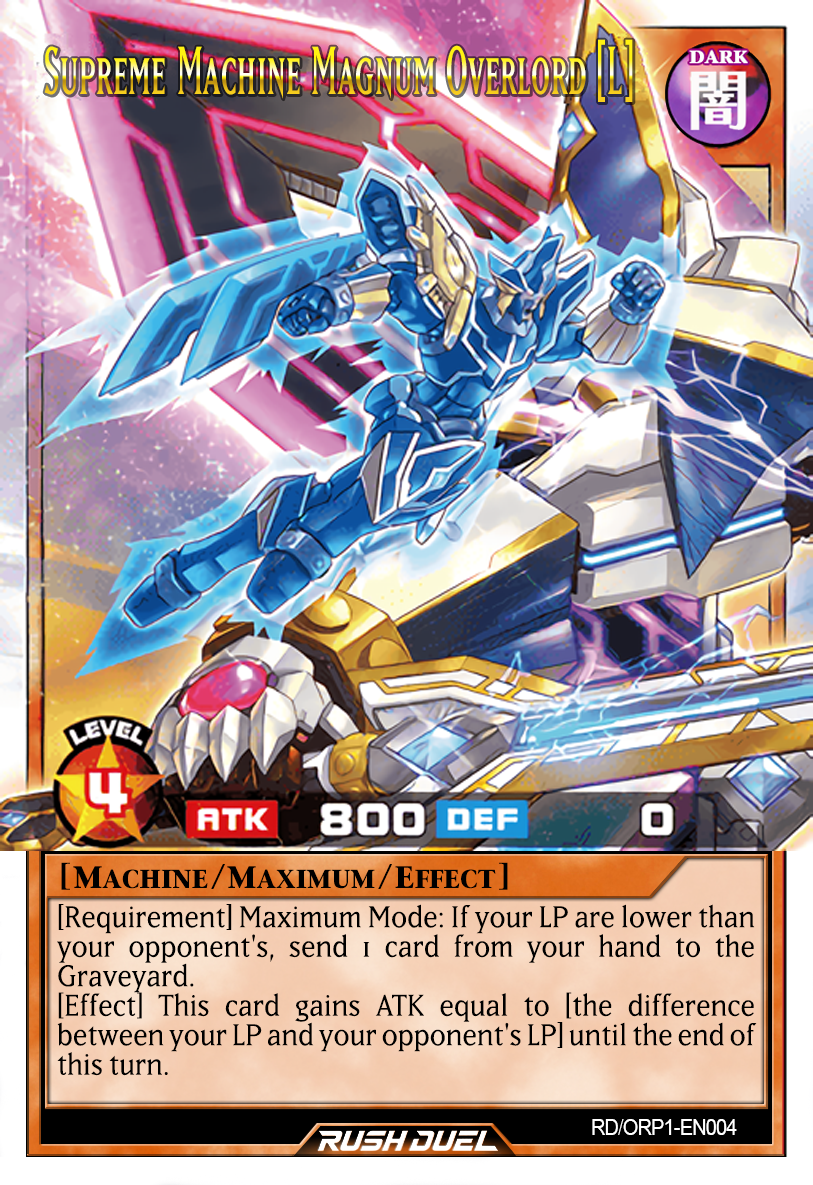 Supreme Machine Magnum Overlord [L]
DARK
闇
LEVEL
4
ATK 800 DEF 0
[Machine/Maximum/Effect]
[Requirement] Maximum Mode: If your LP are lower than
your opponent's, send 1 card from your hand to the
Graveyard.
[Effect] This card gains ATK equal to [the difference
between your LP and your opponent's LP] until the end of
this turn.
RUSH DUEL
RD/ORP1-EN004